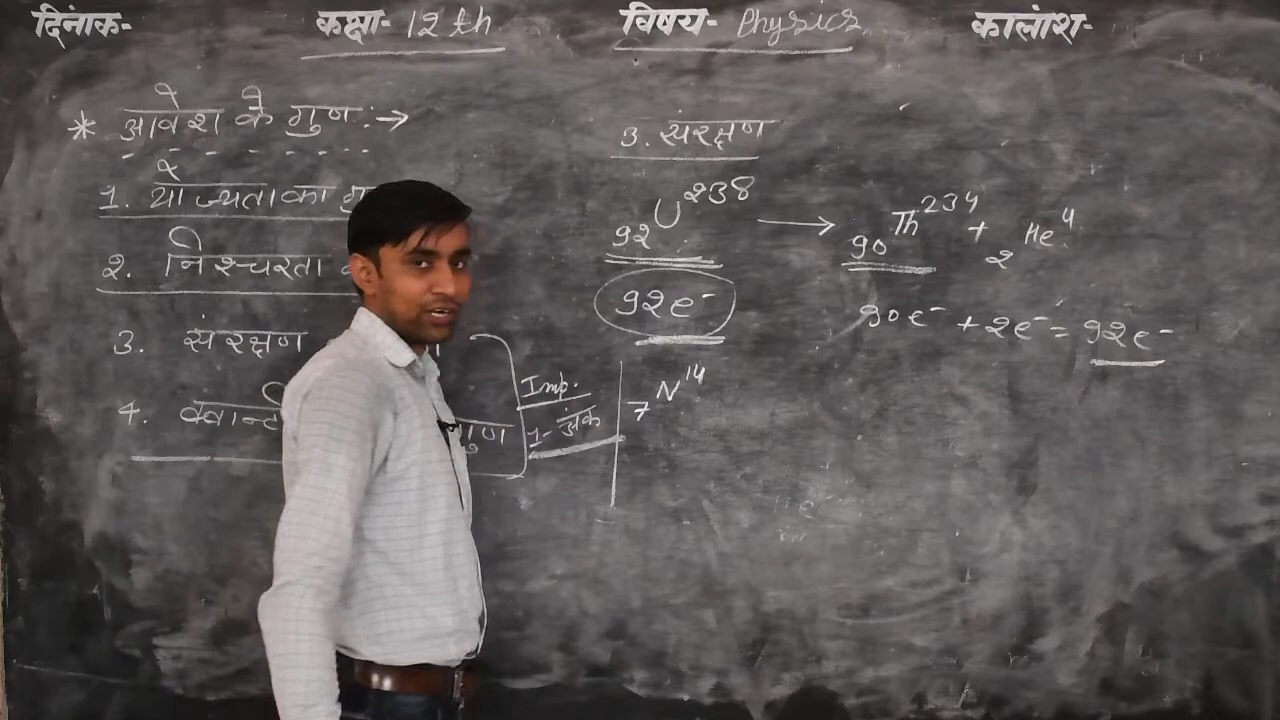 दिनांक- कक्षा- 12 th विषय- Physics कालांश-
* आवेश के गुण :→
1. योज्यता का
2. निश्चरता
3. संरक्षण
4.
गुण
Imp.
1- अंक
3. संरक्षण
92U238 → 90Th234 + 2He4
92e-
90e- + 2e- = 92e-
7N14